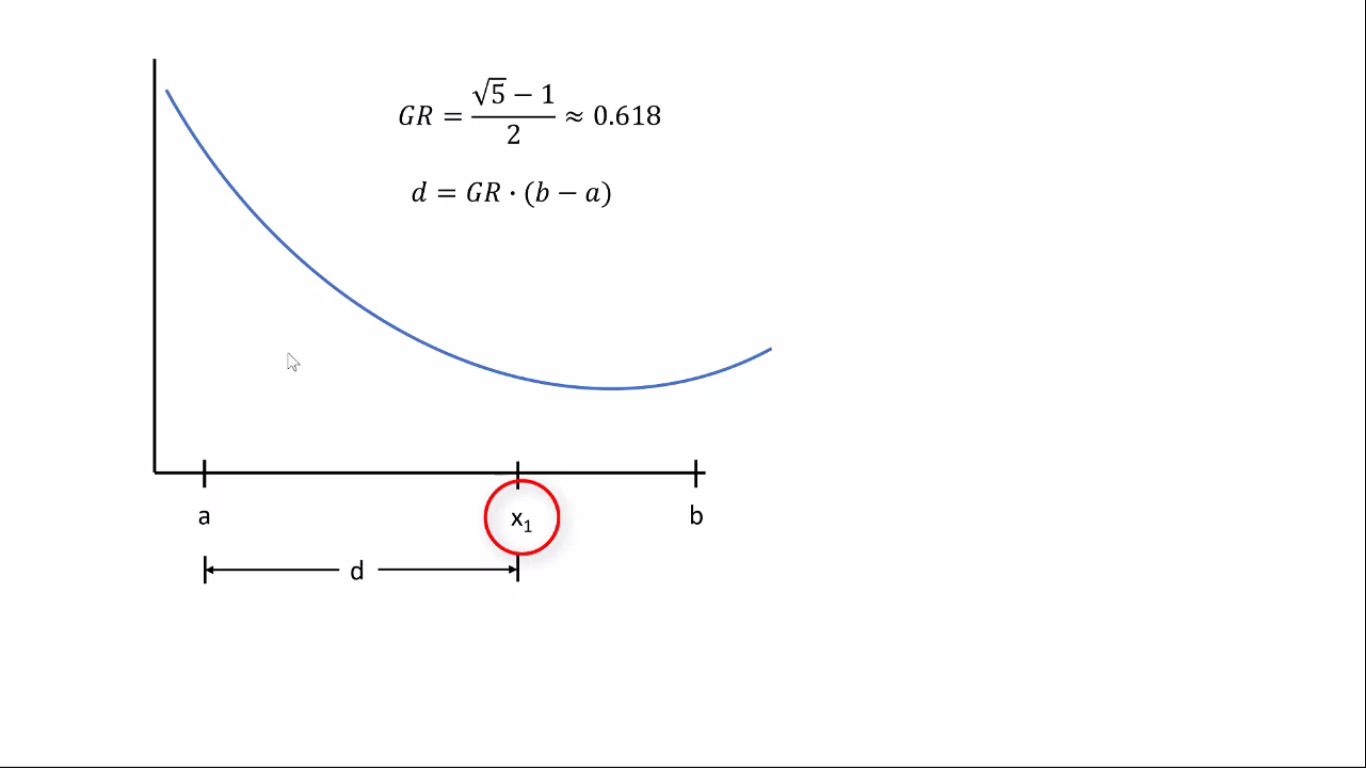 GR = (√5 − 1)/2 ≈ 0.618
d = GR · (b − a)
a x₁ b
d